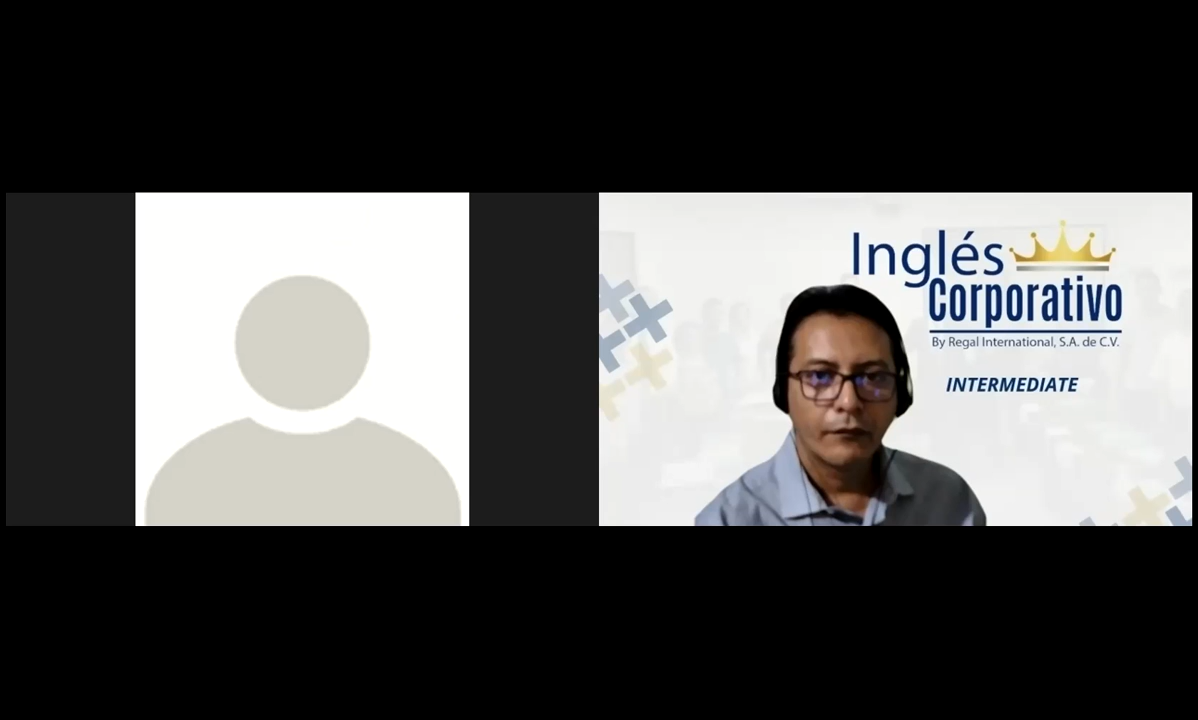 Inglés
Corporativo
By Regal International, S.A. de C.V.
INTERMEDIATE